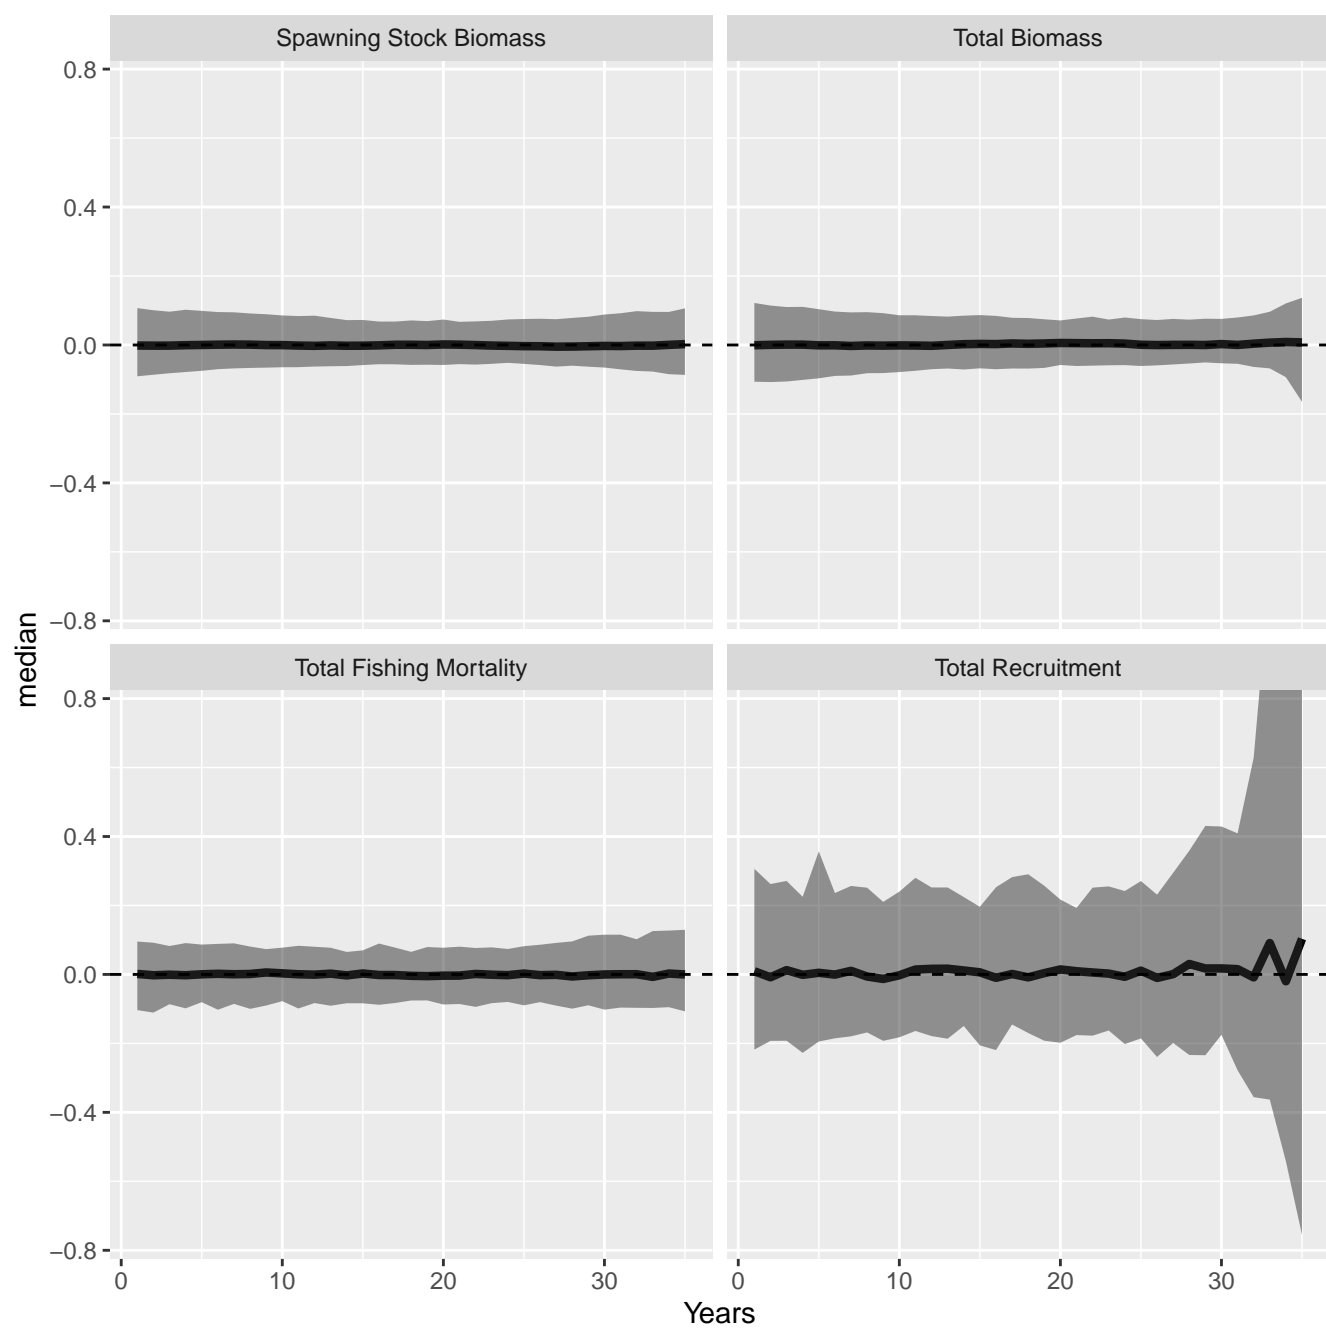 Spawning Stock Biomass
Total Biomass
0.8
0.4
0.0
−0.4
−0.8
Total Fishing Mortality
Total Recruitment
0.8
0.4
0.0
−0.4
−0.8
median
0 10 20 30
0 10 20 30
Years